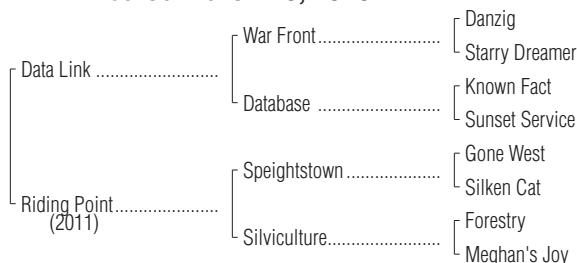 Danzig
War Front
Starry Dreamer
Data Link
Known Fact
Database
Sunset Service
Gone West
Speightstown
Silken Cat
Riding Point
(2011)
Forestry
Silviculture
Meghan's Joy